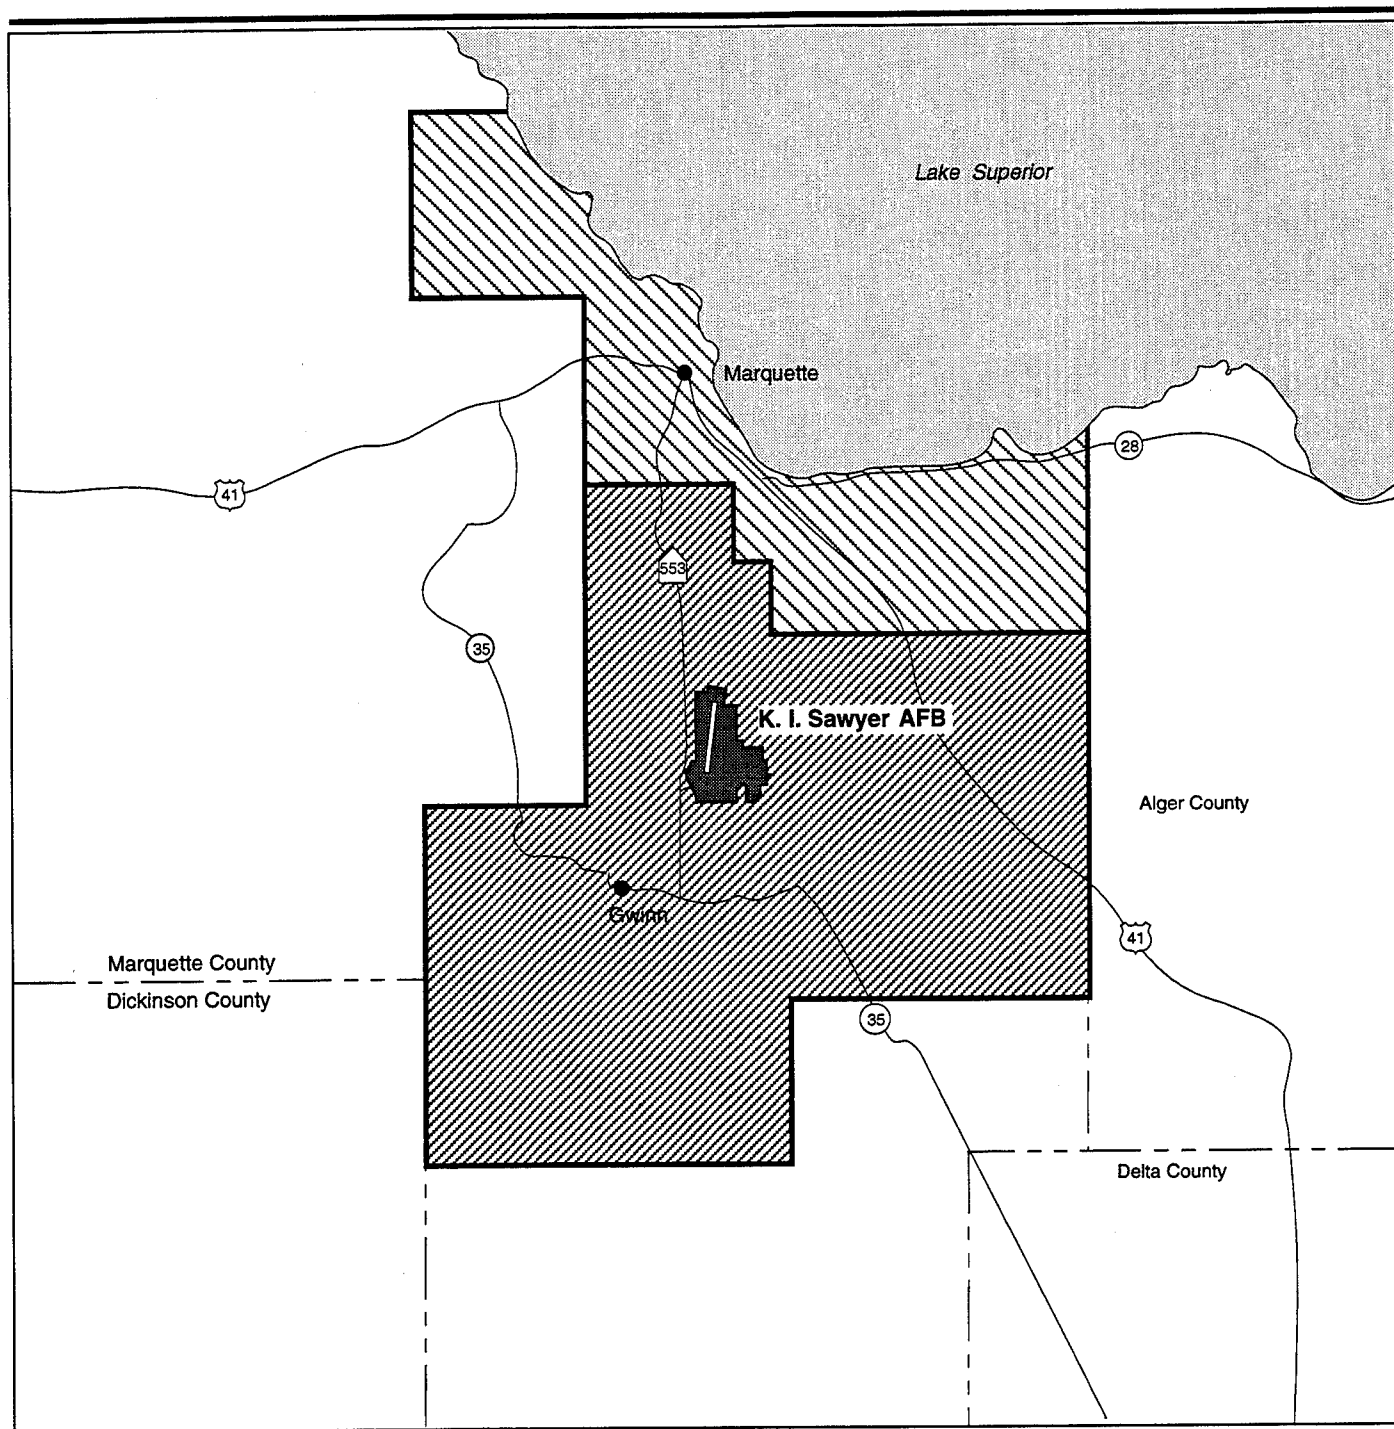 Lake Superior
Marquette
28
41
553
35
K. I. Sawyer AFB
Alger County
Gwinn
41
Marquette County
Dickinson County
35
Delta County